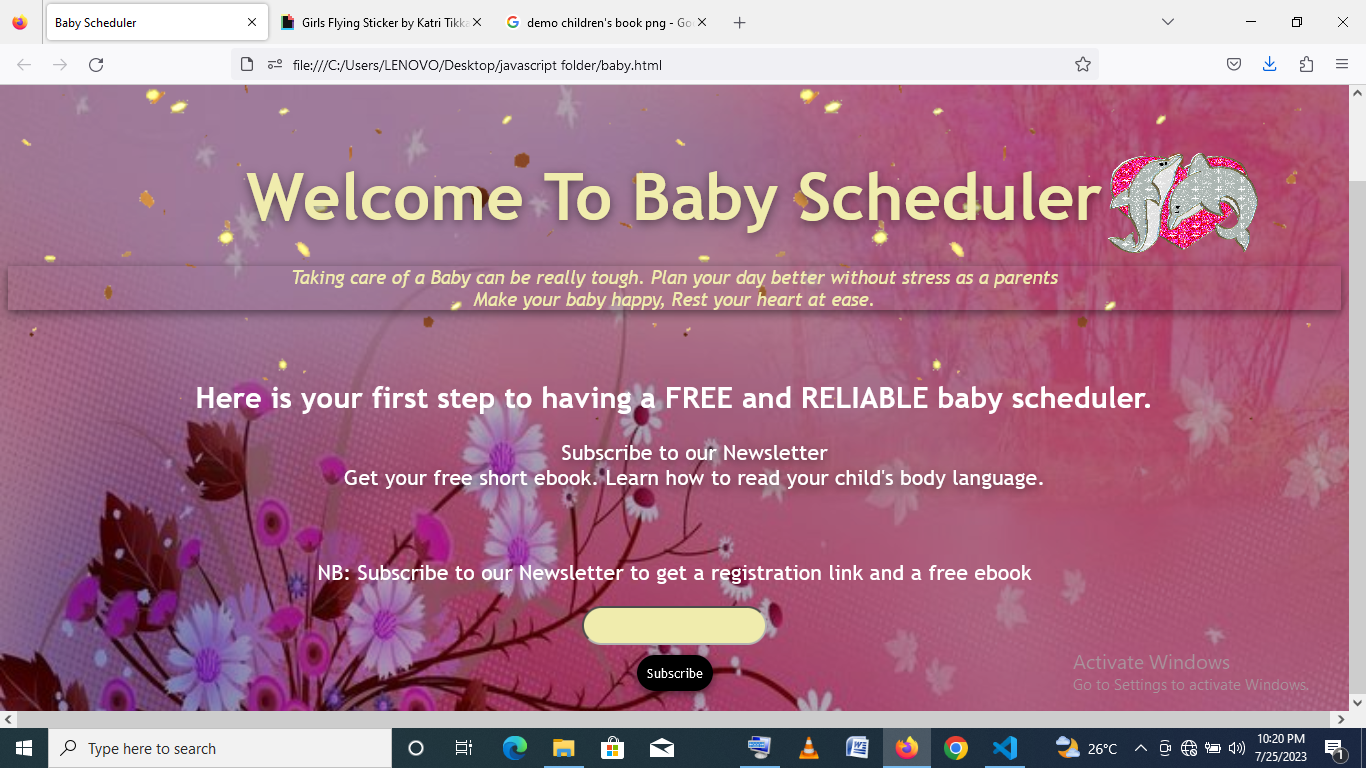 Baby Scheduler
Girls Flying Sticker by Katri Tikka
demo children's book png - Goo
file:///C:/Users/LENOVO/Desktop/javascript folder/baby.html
Welcome To Baby Scheduler
Taking care of a Baby can be really tough. Plan your day better without stress as a parents
Make your baby happy, Rest your heart at ease.
Here is your first step to having a FREE and RELIABLE baby scheduler.
Subscribe to our Newsletter
Get your free short ebook. Learn how to read your child's body language.
NB: Subscribe to our Newsletter to get a registration link and a free ebook
Subscribe
Activate Windows
Go to Settings to activate Windows.
Type here to search
26°C
10:20 PM
7/25/2023
1